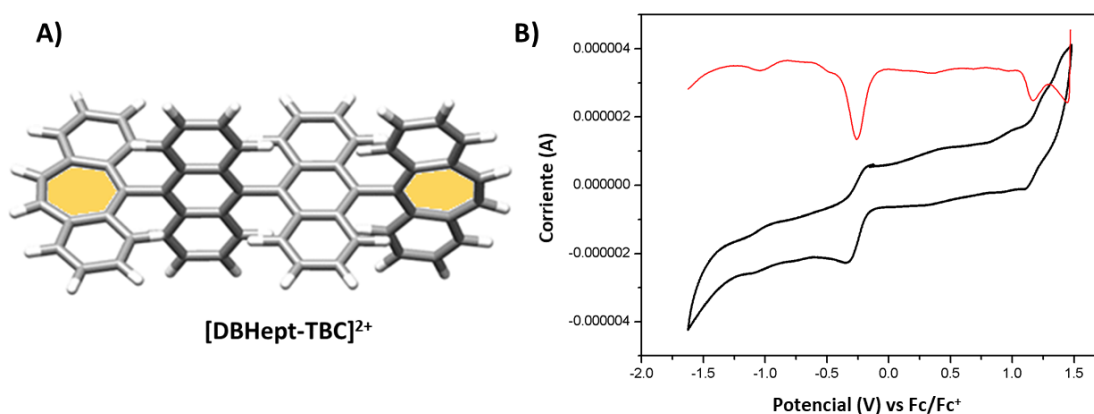 A)
[DBHept-TBC]²⁺
B)
Corriente (A)
0.000004
0.000002
0.000000
-0.000002
-0.000004
-2.0 -1.5 -1.0 -0.5 0.0 0.5 1.0 1.5
Potencial (V) vs Fc/Fc⁺